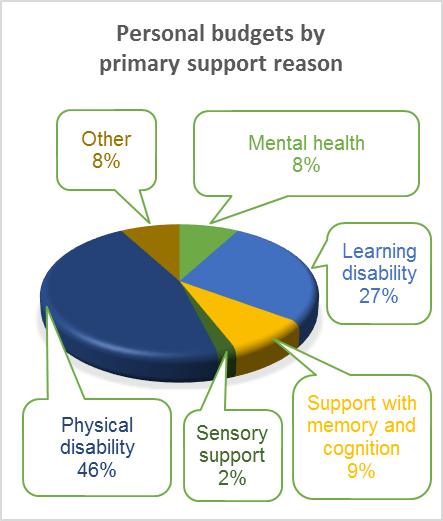 Personal budgets by
primary support reason
Other
8%
Mental health
8%
Learning
disability
27%
Physical
disability
46%
Sensory
support
2%
Support with
memory and
cognition
9%